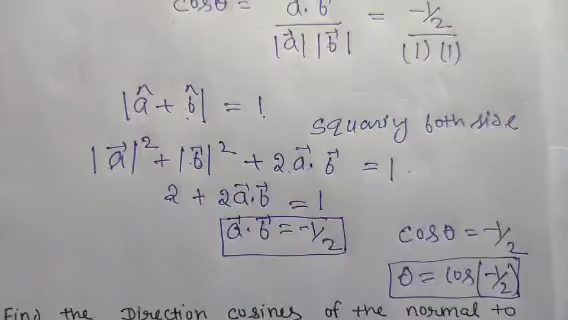 cosθ = a⃗.b⃗ / |a⃗| |b⃗| = -1/2 / (1)(1)
|â + b̂| = 1
squariy both side
|a⃗|² + |b⃗|² + 2a⃗.b⃗ = 1.
2 + 2a⃗.b⃗ = 1
a⃗.b⃗ = -1/2
cosθ = -1/2
θ = cos(-1/2)
Find the Direction cosines of the normal to